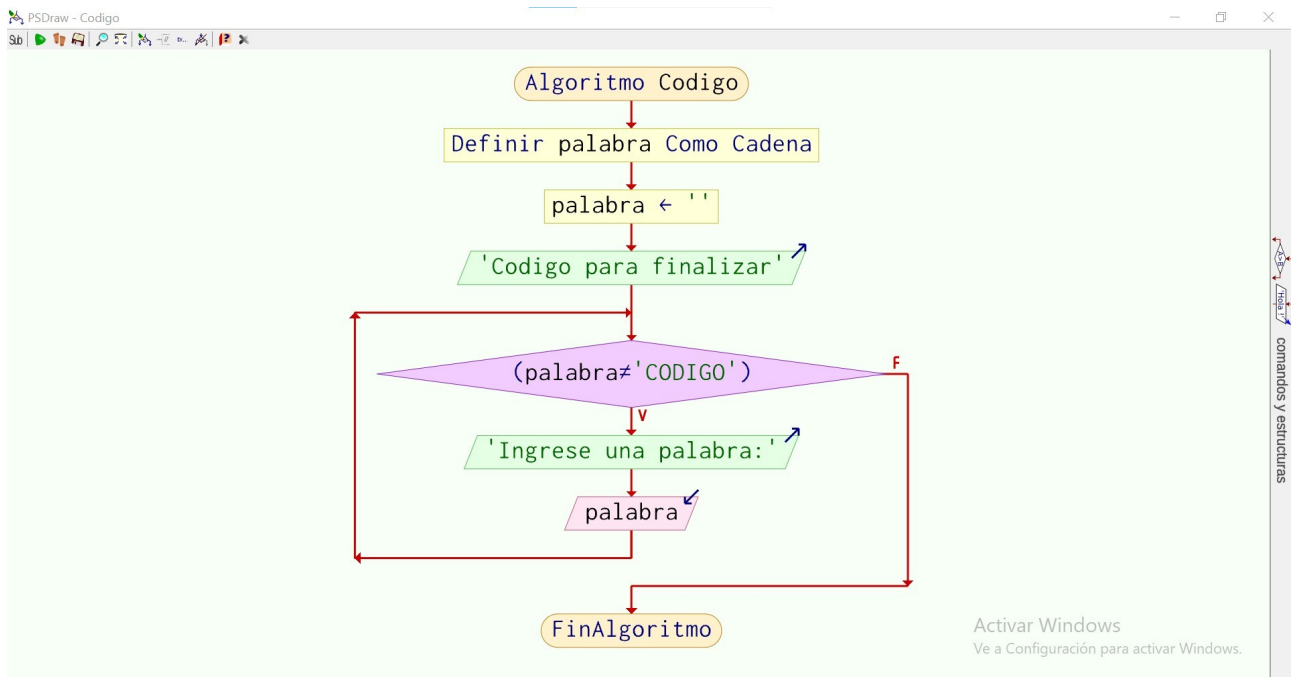 PSDraw - Codigo
Sub
Algoritmo Codigo
Definir palabra Como Cadena
palabra ← ''
'Codigo para finalizar'
(palabra≠'CODIGO')
F
V
'Ingrese una palabra:'
palabra
FinAlgoritmo
A>B
'Hola !'
comandos y estructuras
Activar Windows
Ve a Configuración para activar Windows.